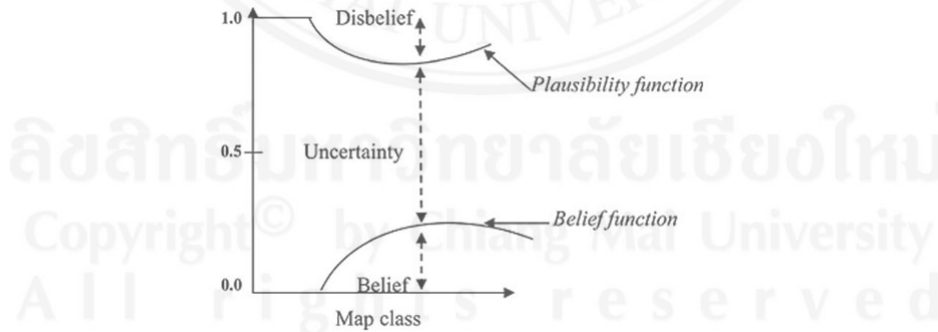 UNIVER
1.0
Disbelief
Plausibility function
ลิขสิทธิ์มหาวิทยาลัยเชียงใหม่
0.5
Uncertainty
Belief function
Copyright© by Chiang Mai University
0.0
Belief
All rights reserved
Map class